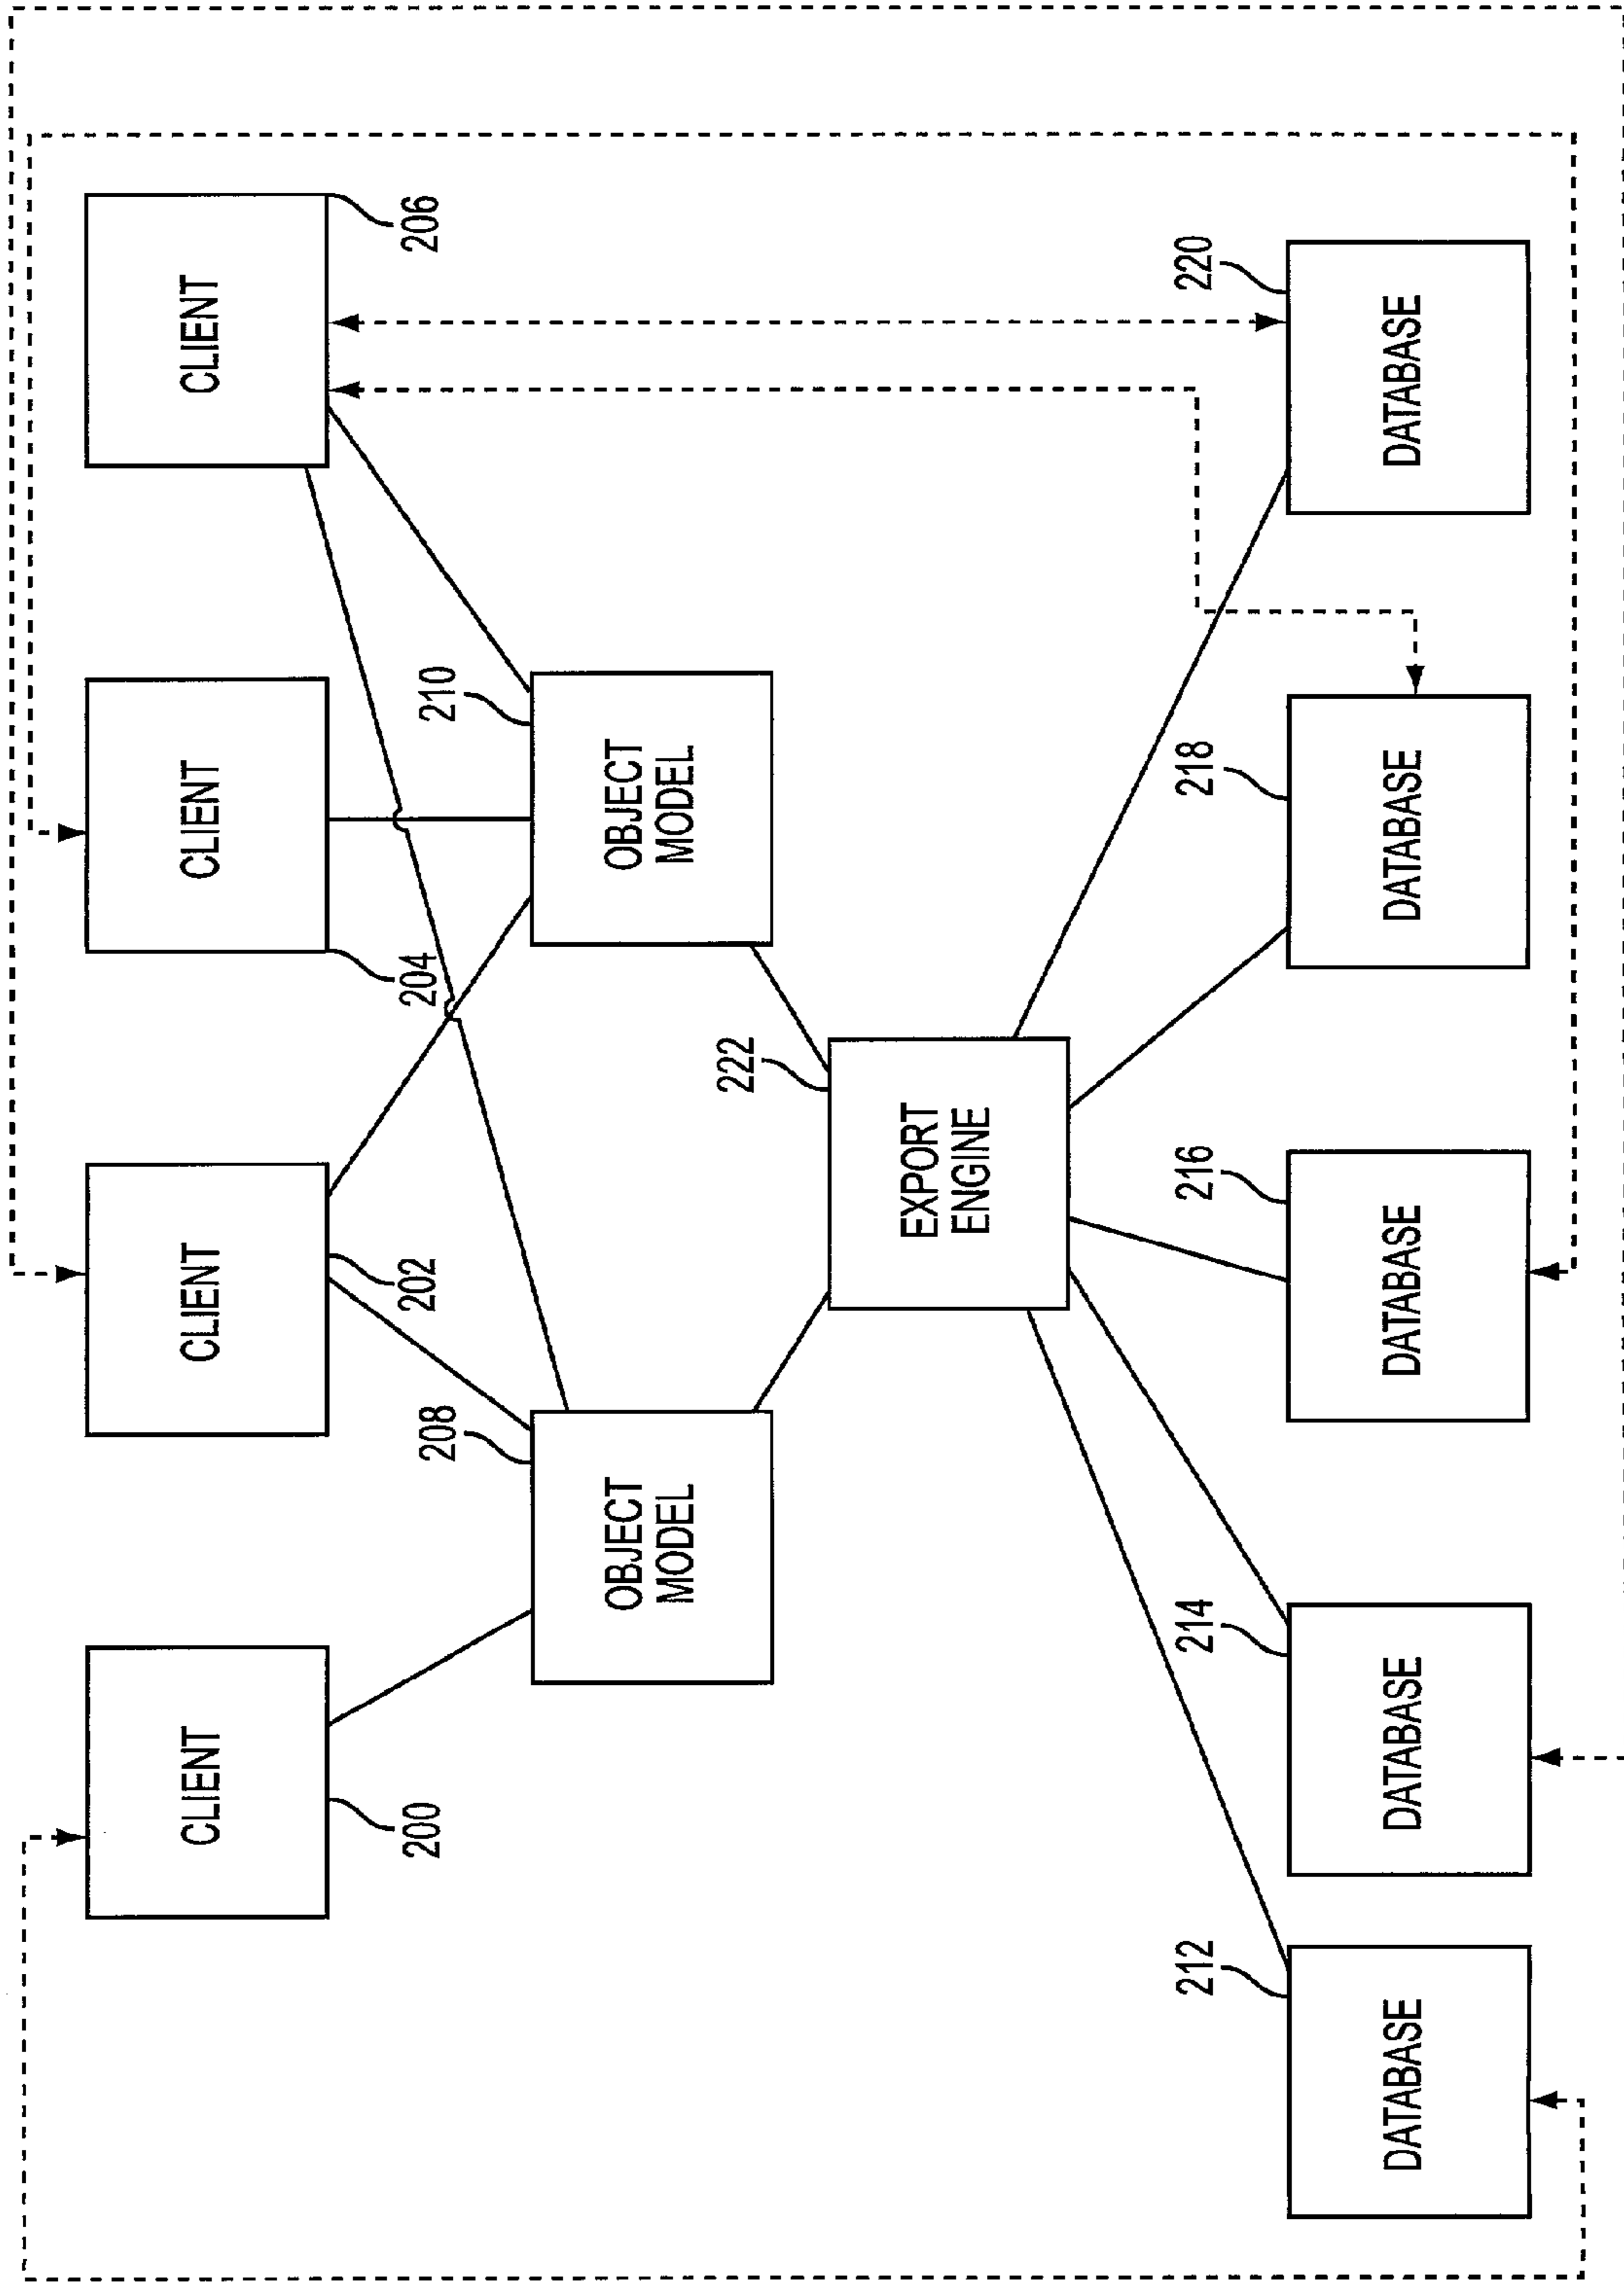 CLIENT
200
CLIENT
202
CLIENT
204
CLIENT
206
OBJECT
MODEL
208
OBJECT
MODEL
210
EXPORT
ENGINE
222
DATABASE
212
DATABASE
214
DATABASE
216
DATABASE
218
DATABASE
220